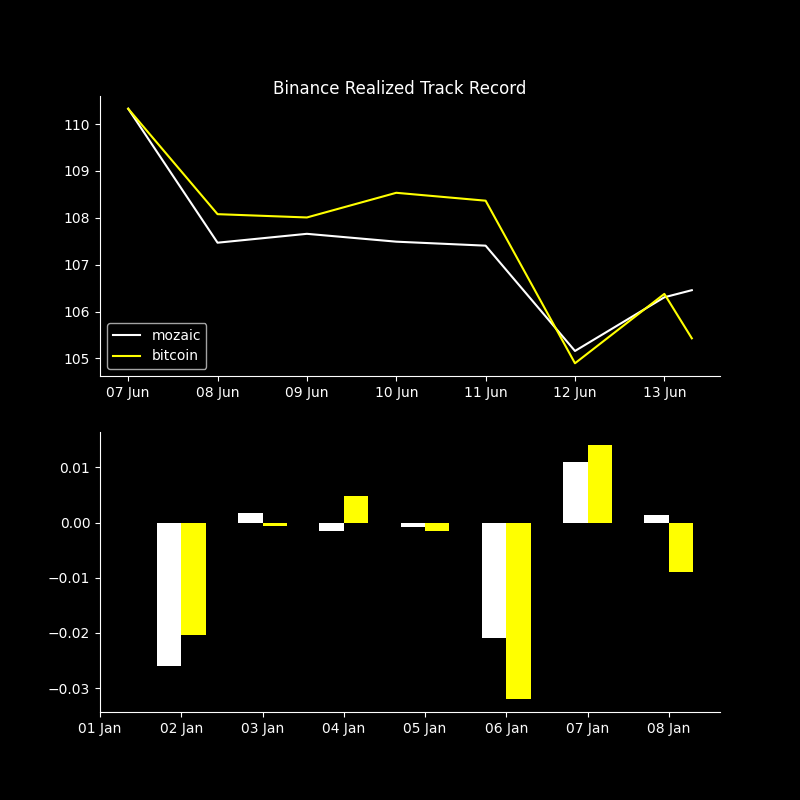 Binance Realized Track Record
110
109
108
107
106
105
mozaic
bitcoin
07 Jun 08 Jun 09 Jun 10 Jun 11 Jun 12 Jun 13 Jun
0.01
0.00
−0.01
−0.02
−0.03
01 Jan 02 Jan 03 Jan 04 Jan 05 Jan 06 Jan 07 Jan 08 Jan